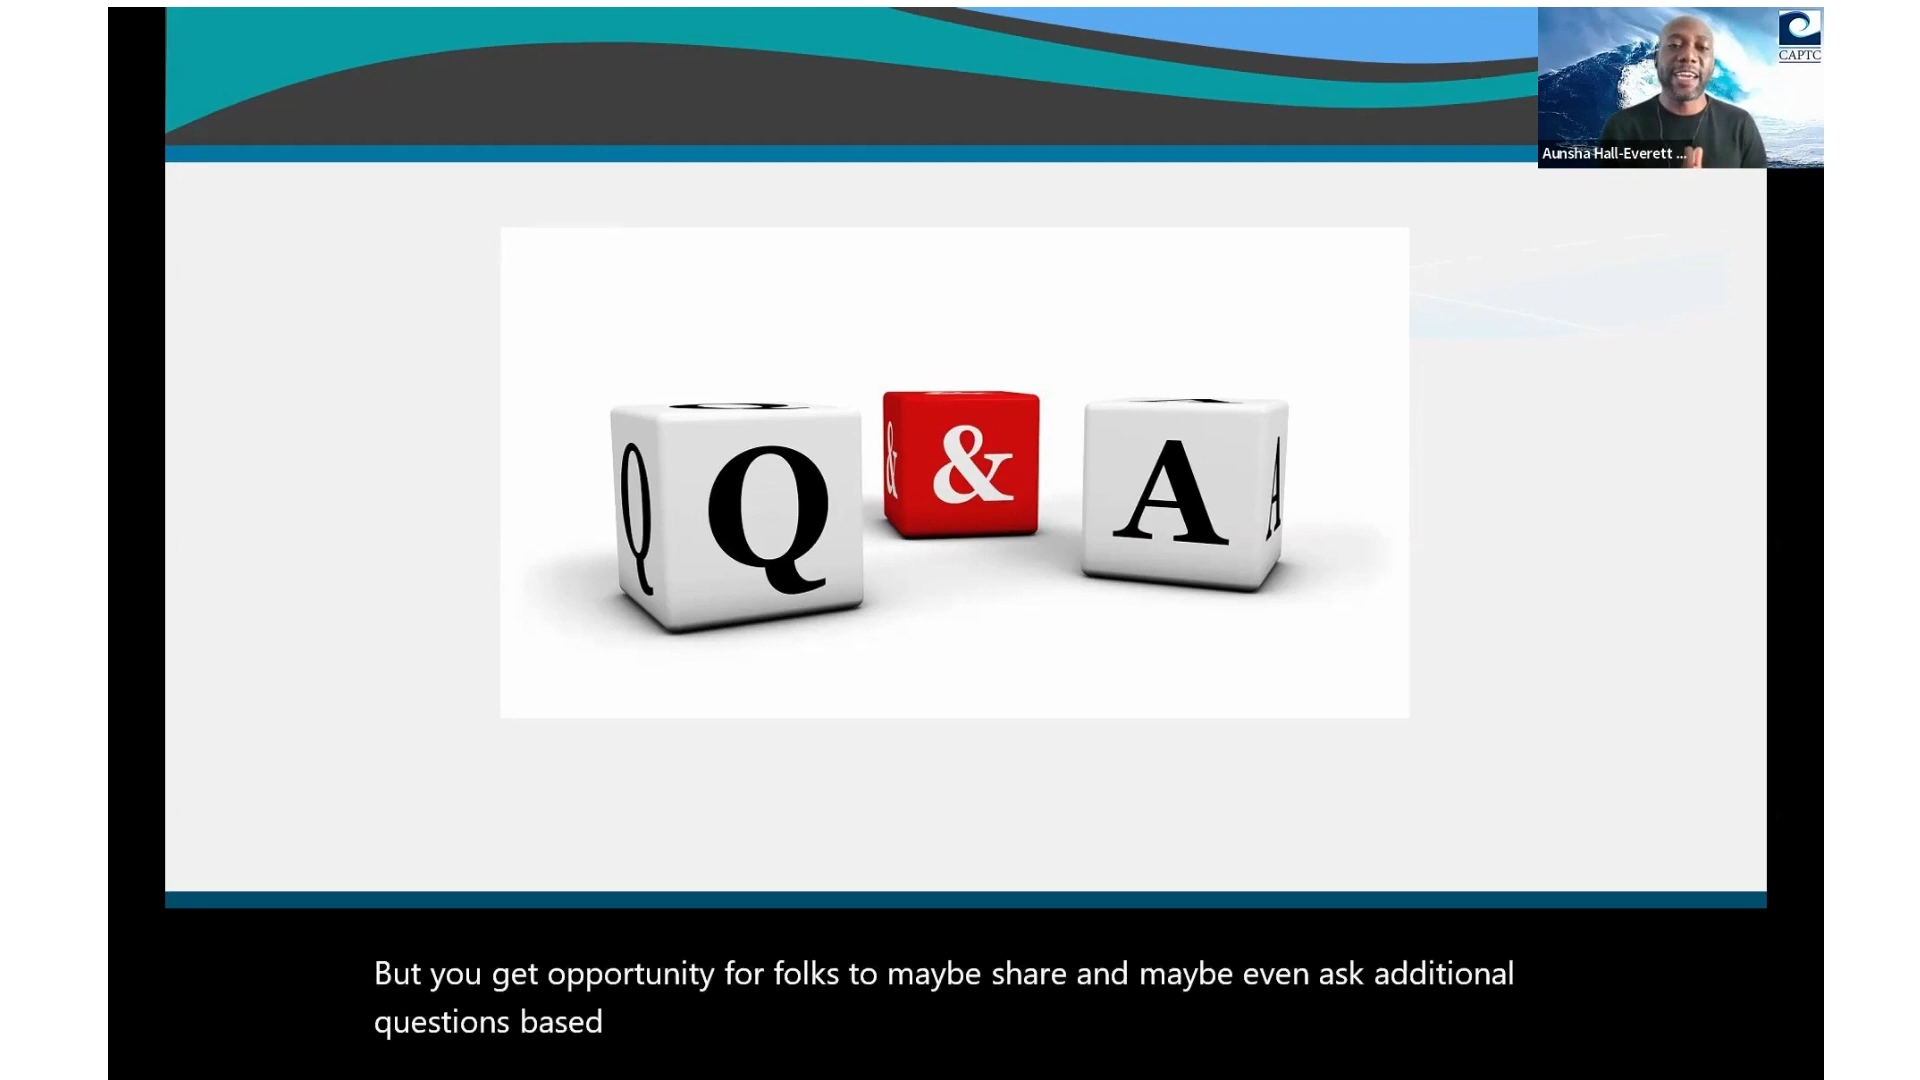 CAPTC
Aunsha Hall-Everett ...
Q Q & & A A
But you get opportunity for folks to maybe share and maybe even ask additional
questions based